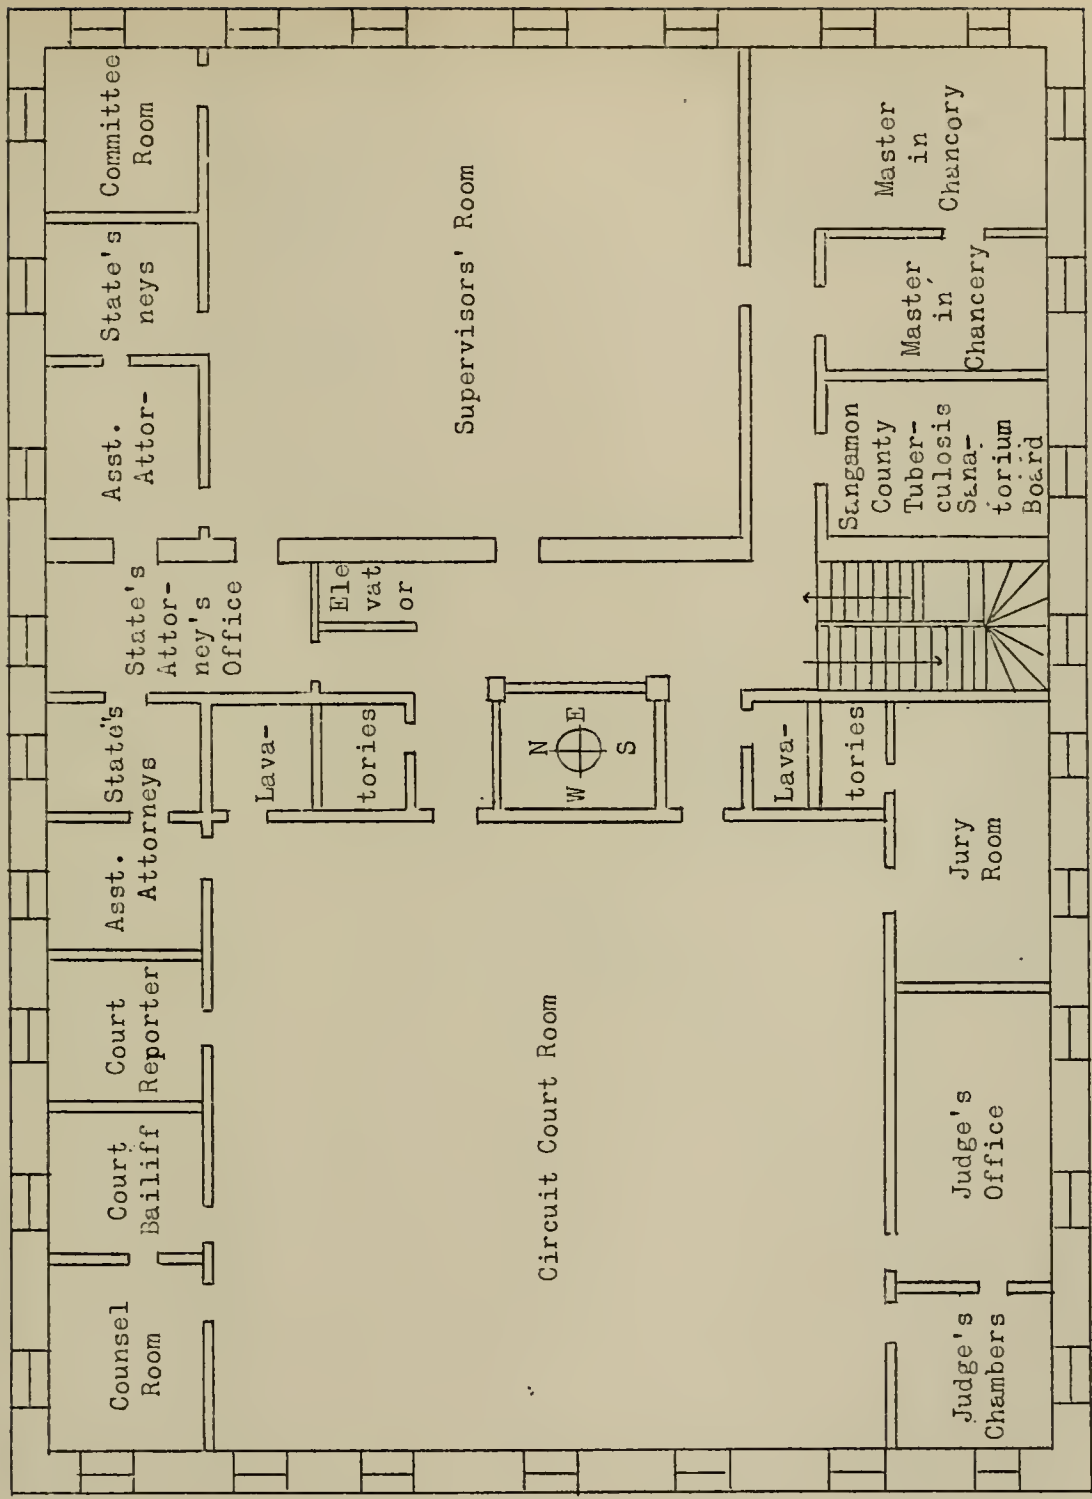 Counsel
Room
Court
Bailiff
Court
Reporter
Asst. State's
Attorneys
State's
Attor-
ney's
Office
Asst. State's
Attor- neys
Committee
Room
Lava-
tories
Ele
vat
or
Circuit Court Room
N
W E
S
Supervisors' Room
Lava-
tories
Judge's
Chambers
Judge's
Office
Jury
Room
Sangamon
County
Tuber-
culosis
Sana-
torium
Board
Master
in
Chancery
Master
in
Chancory